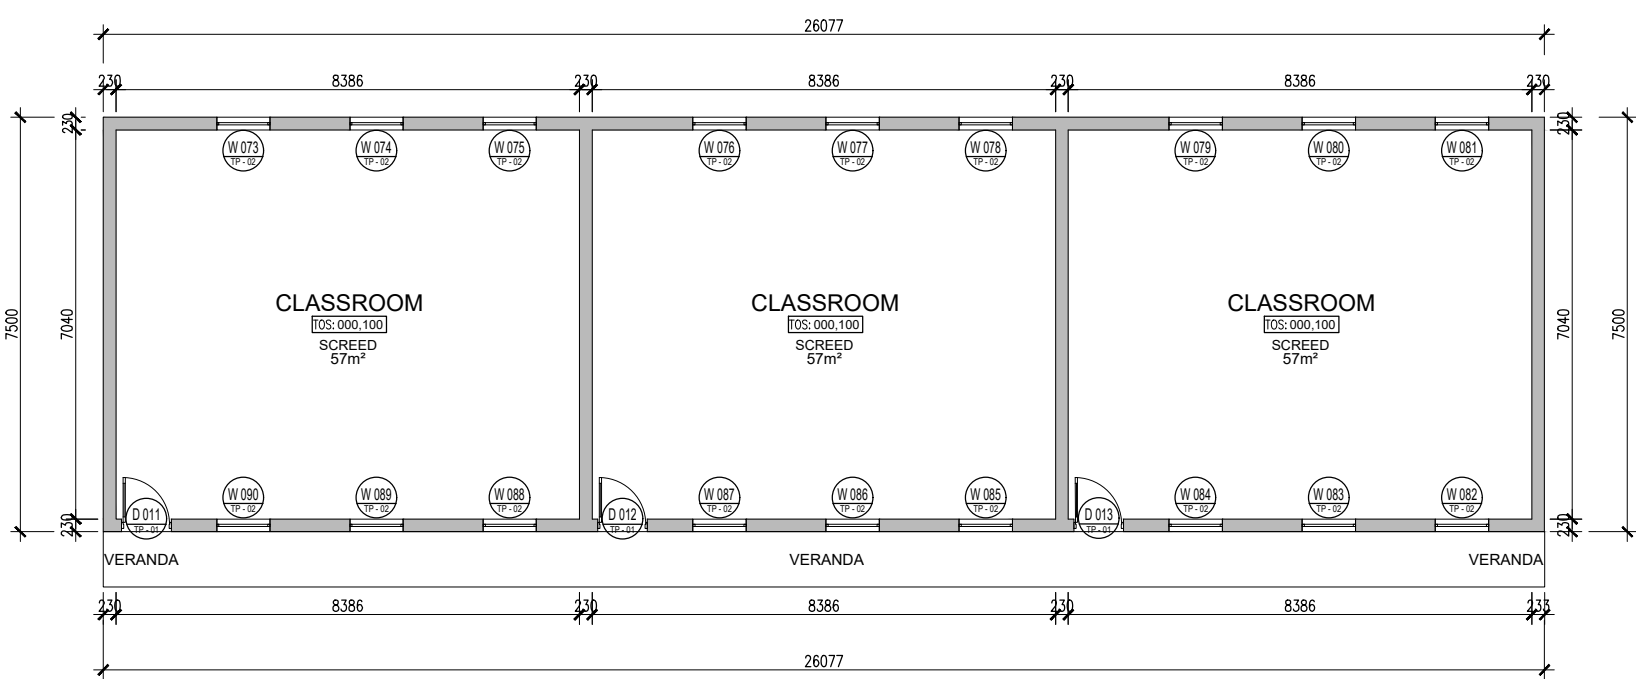 26077
230 8386 230 8386 230 8386 230
230 230
W 073 W 074 W 075 W 076 W 077 W 078 W 079 W 080 W 081
TP - 02 TP - 02 TP - 02 TP - 02 TP - 02 TP - 02 TP - 02 TP - 02 TP - 02
7500 7040 7040 7500
CLASSROOM CLASSROOM CLASSROOM
TOS: 000,100 TOS: 000,100 TOS: 000,100
SCREED SCREED SCREED
57m² 57m² 57m²
W 090 W 089 W 088 W 087 W 086 W 085 W 084 W 083 W 082
TP - 02 TP - 02 TP - 02 TP - 02 TP - 02 TP - 02 TP - 02 TP - 02 TP - 02
D 011 D 012 D 013
230 TP - 01 TP - 01 TP - 01 230
VERANDA VERANDA VERANDA
230 8386 230 8386 230 8386 233
26077